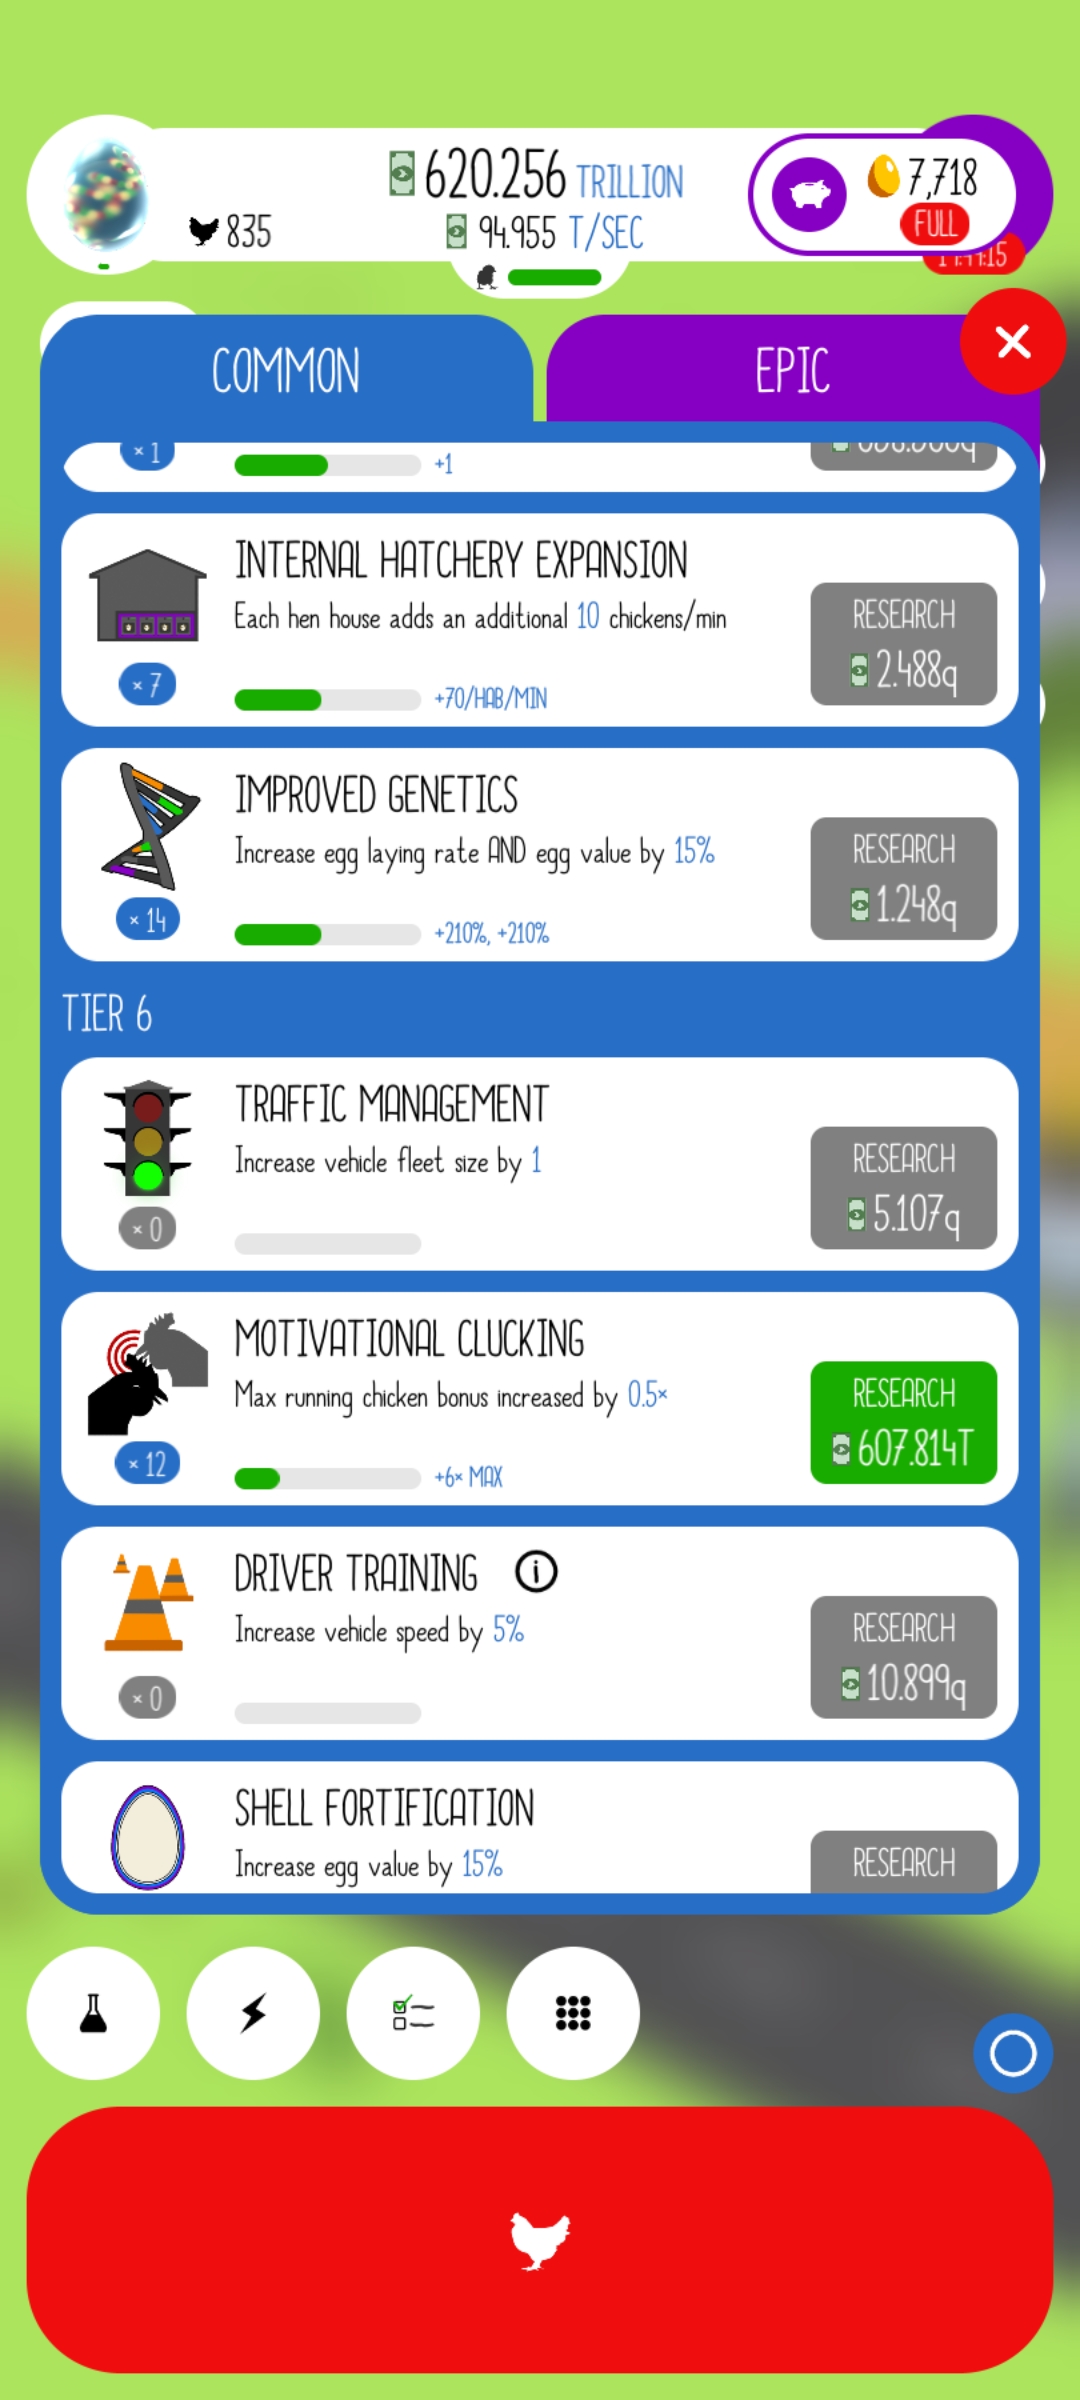 620.256 TRILLION
7,718
835
94.955 T/SEC
FULL
COMMON
EPIC
× 1
+1
INTERNAL HATCHERY EXPANSION
Each hen house adds an additional 10 chickens/min
RESEARCH
2.488q
× 7
+70/HAB/MIN
IMPROVED GENETICS
Increase egg laying rate AND egg value by 15%
RESEARCH
1.248q
× 14
+210%, +210%
TIER 6
TRAFFIC MANAGEMENT
Increase vehicle fleet size by 1
RESEARCH
5.107q
× 0
MOTIVATIONAL CLUCKING
Max running chicken bonus increased by 0.5×
RESEARCH
607.814T
× 12
+6× MAX
DRIVER TRAINING
Increase vehicle speed by 5%
RESEARCH
10.899q
× 0
SHELL FORTIFICATION
Increase egg value by 15%
RESEARCH